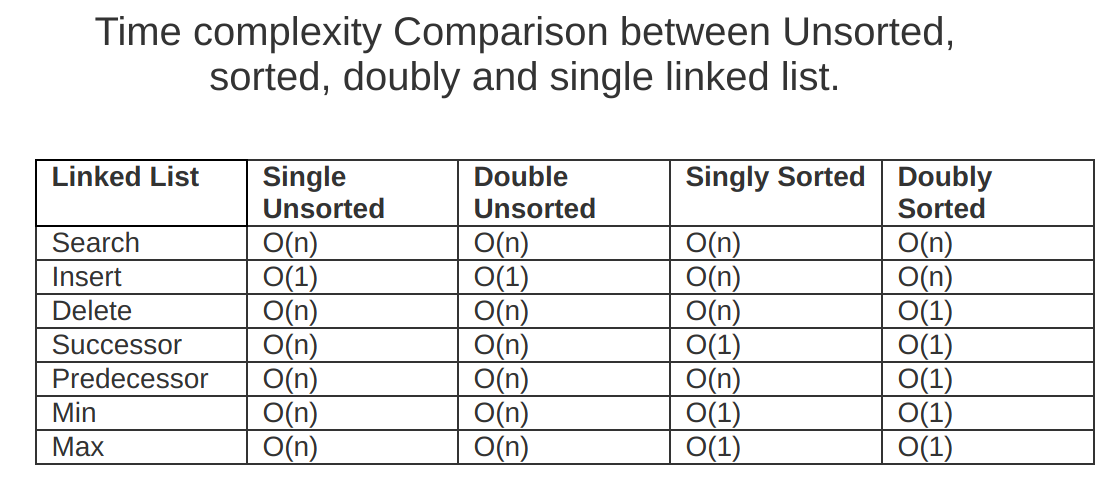 Time complexity Comparison between Unsorted,
sorted, doubly and single linked list.
Linked List Single Unsorted Double Unsorted Singly Sorted Doubly Sorted
Search O(n) O(n) O(n) O(n)
Insert O(1) O(1) O(n) O(n)
Delete O(n) O(n) O(n) O(1)
Successor O(n) O(n) O(1) O(1)
Predecessor O(n) O(n) O(n) O(1)
Min O(n) O(n) O(1) O(1)
Max O(n) O(n) O(1) O(1)